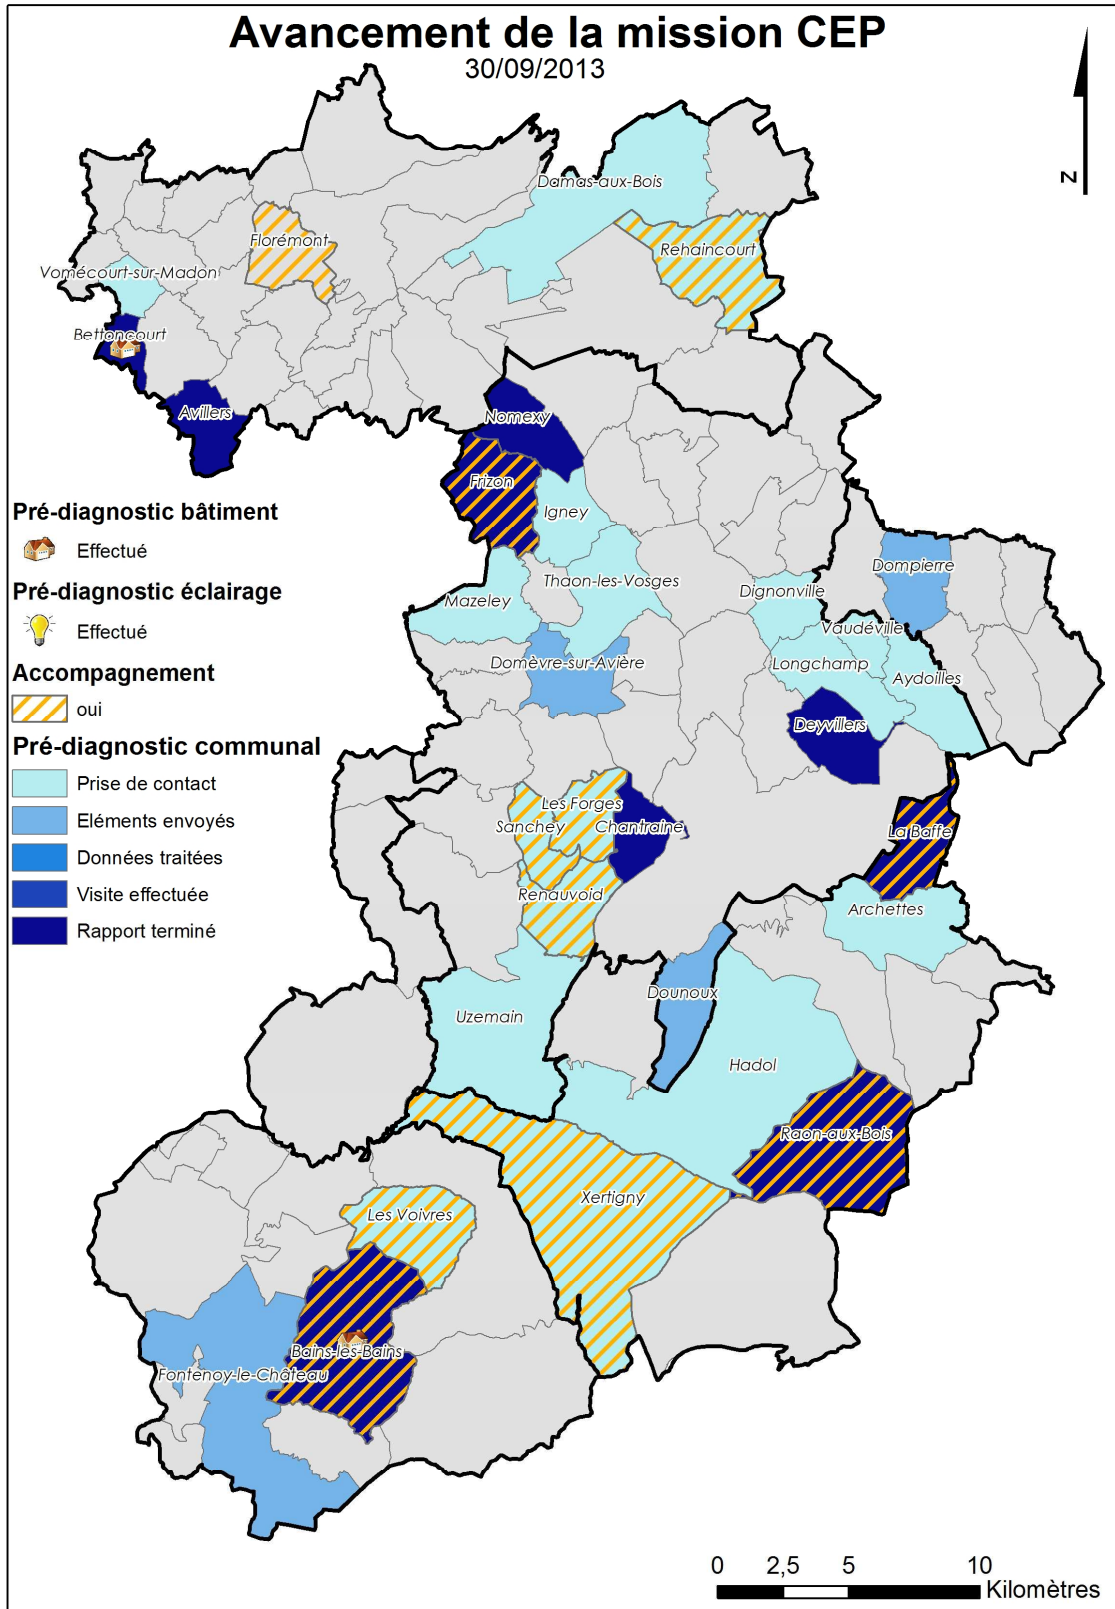 Avancement de la mission CEP
30/09/2013
N
Damas-aux-Bois
Florémont
Rehaincourt
Vomécourt-sur-Madon
Bettoncourt
Avillers
Nomexy
Frizon
Igney
Pré-diagnostic bâtiment
Effectué
Pré-diagnostic éclairage
Effectué
Accompagnement
oui
Pré-diagnostic communal
Prise de contact
Eléments envoyés
Données traitées
Visite effectuée
Rapport terminé
Dompierre
Thaon-les-Vosges
Dignonville
Mazeley
Vaudéville
Domèvre-sur-Avière
Longchamp
Aydoilles
Deyvillers
Les Forges
Sanchey
Chantraine
La Baffe
Renauvoid
Archettes
Dounoux
Uzemain
Hadol
Raon-aux-Bois
Xertigny
Les Voivres
Bains-les-Bains
Fontenoy-le-Château
0 2,5 5 10
Kilomètres